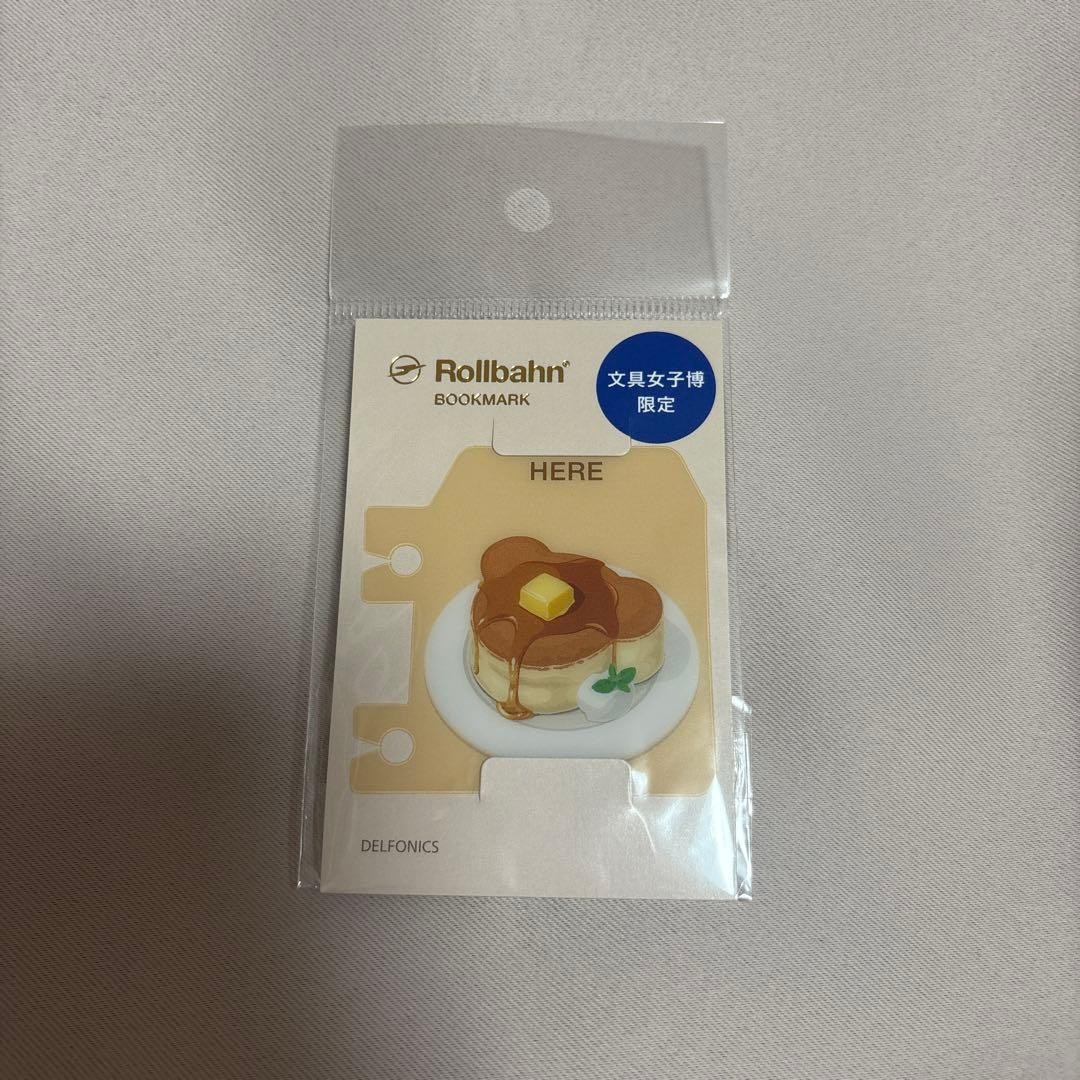 Rollbahn®
BOOKMARK
文具女子博
限定
HERE
DELFONICS